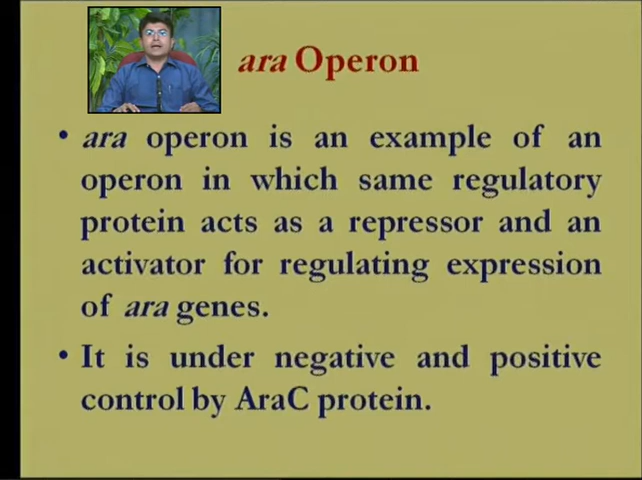 ara Operon
• ara operon is an example of an
operon in which same regulatory
protein acts as a repressor and an
activator for regulating expression
of ara genes.
• It is under negative and positive
control by AraC protein.